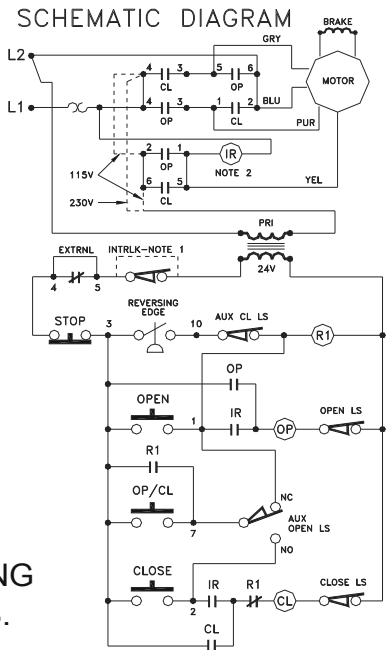 SCHEMATIC DIAGRAM
BRAKE
GRY
L2
4 3 5 6
CL OP
MOTOR
BLU
L1
4 3 1 2
OP CL
PUR
2 1 IR
OP
NOTE 2
115V
6 5
CL
YEL
230V
PRI
EXTRNL
INTRLK-NOTE 1
24V
4 5
STOP
3
REVERSING
EDGE
10
AUX CL LS
R1
OP
OPEN
1
IR
OP
OPEN LS
R1
NC
OP/CL
7
AUX
OPEN LS
NO
CLOSE
2
IR
R1
CL
CLOSE LS
CL
NG